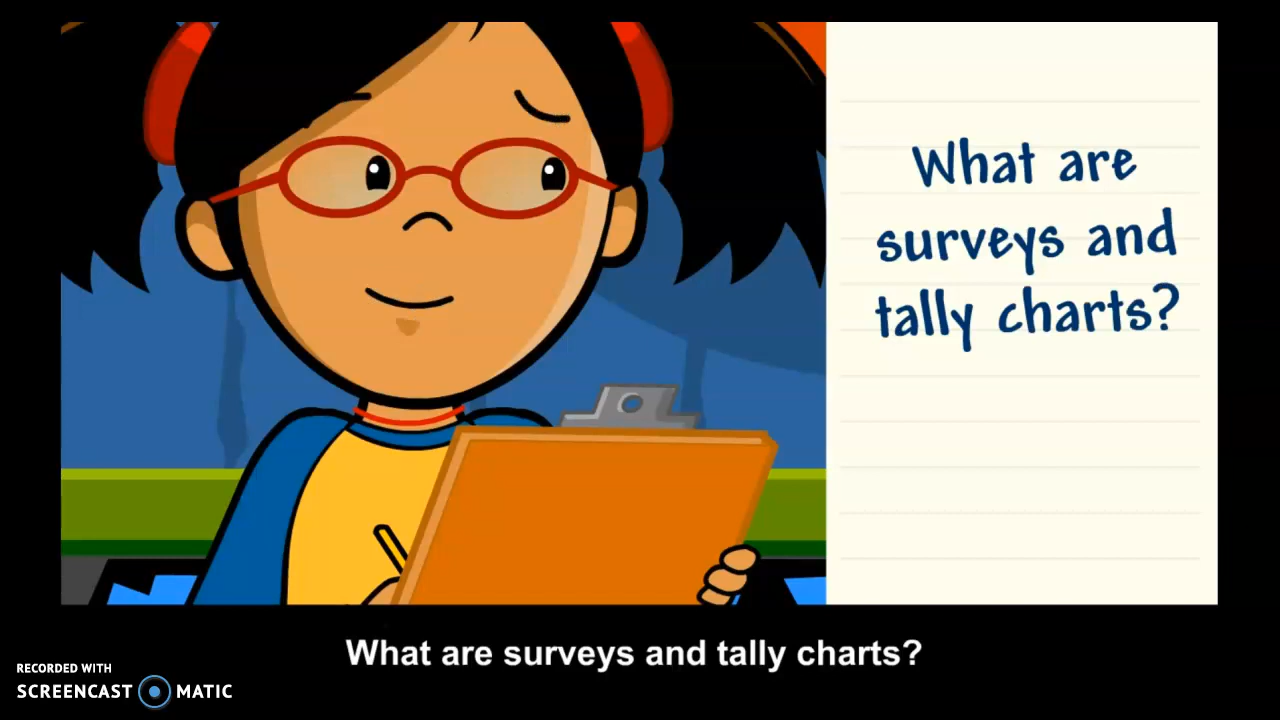 What are
surveys and
tally charts?
What are surveys and tally charts?
RECORDED WITH
SCREENCAST MATIC